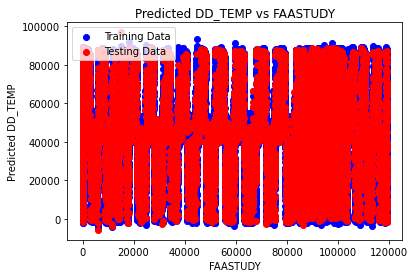 Predicted DD_TEMP vs FAASTUDY
Training Data
Testing Data
100000
80000
60000
40000
20000
0
Predicted DD_TEMP
0 20000 40000 60000 80000 100000 120000
FAASTUDY